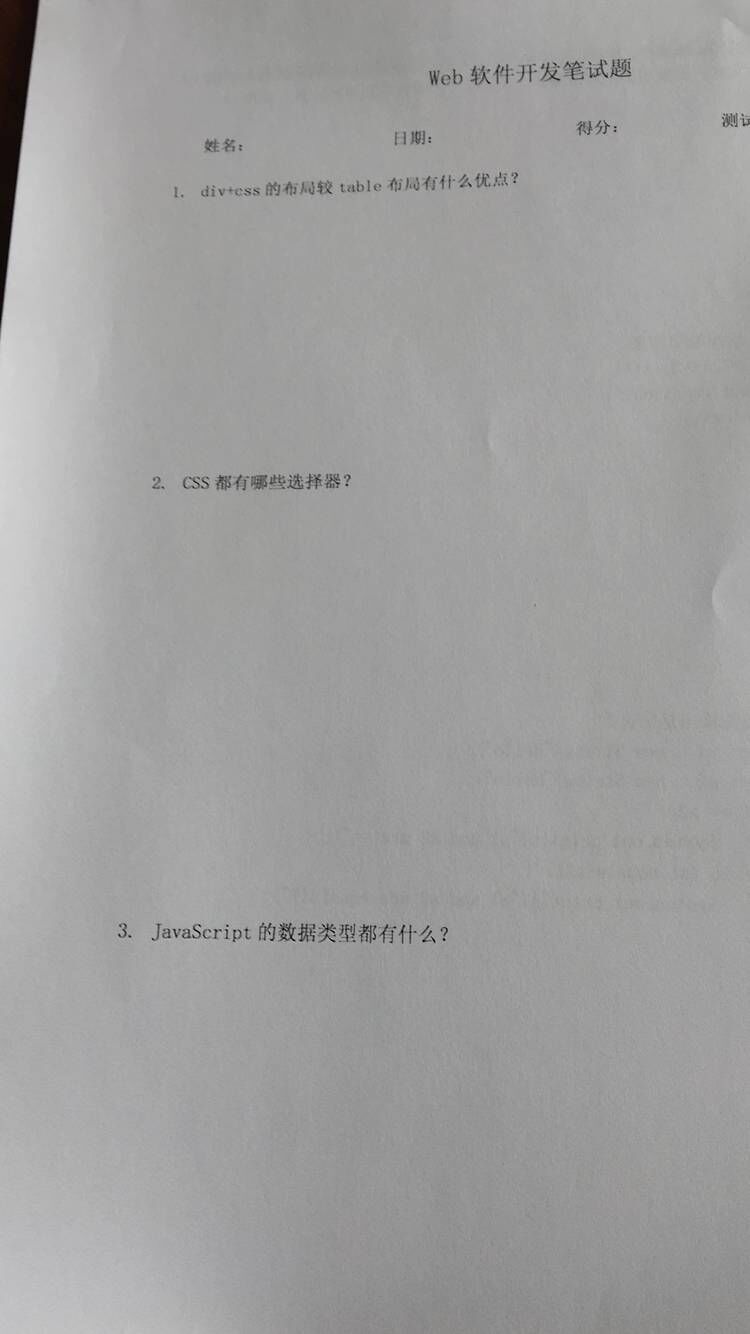 Web 软件开发笔试题
姓名: 日期: 得分: 测试
1. div+css 的布局较 table 布局有什么优点?
2. CSS 都有哪些选择器?
3. JavaScript 的数据类型都有什么?